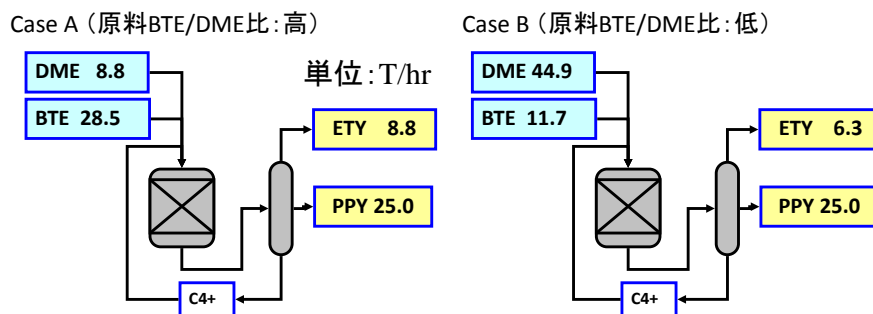 Case A（原料BTE/DME比：高）
DME 8.8
BTE 28.5
単位：T/hr
ETY 8.8
PPY 25.0
C4+
Case B（原料BTE/DME比：低）
DME 44.9
BTE 11.7
ETY 6.3
PPY 25.0
C4+